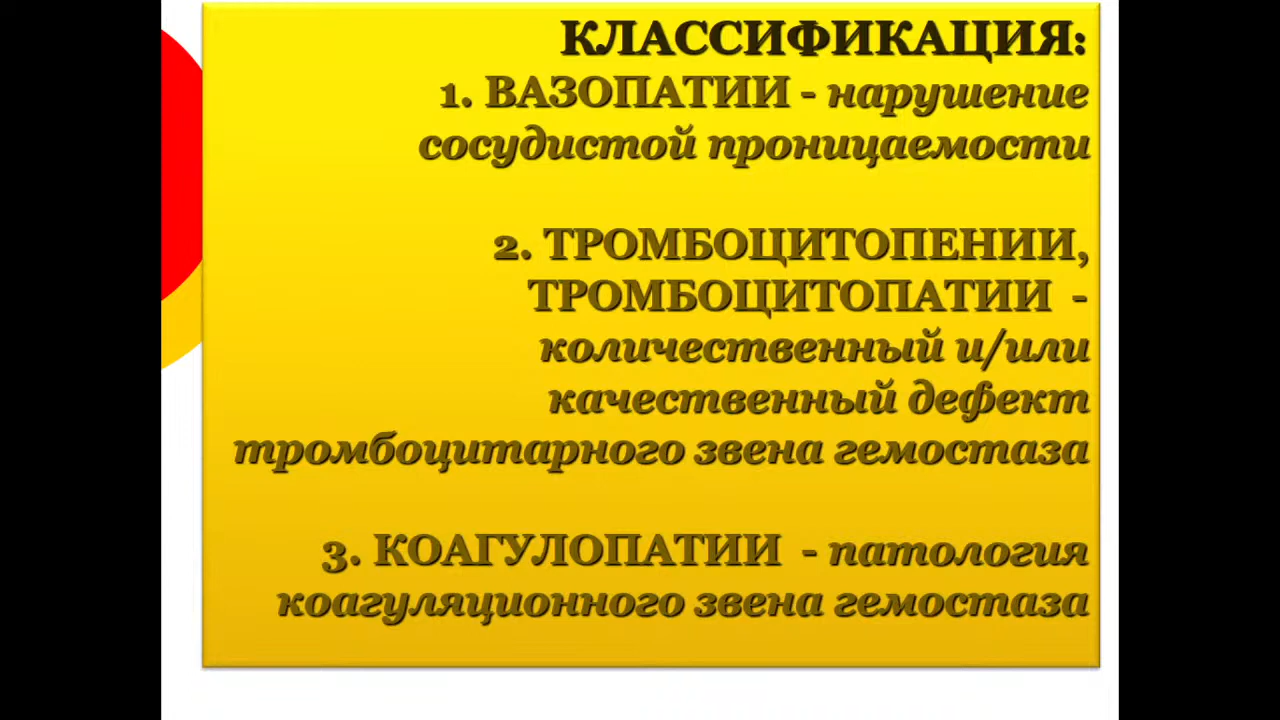 КЛАССИФИКАЦИЯ:
1. ВАЗОПАТИИ - нарушение
сосудистой проницаемости
2. ТРОМБОЦИТОПЕНИИ,
ТРОМБОЦИТОПАТИИ -
количественный и/или
качественный дефект
тромбоцитарного звена гемостаза
3. КОАГУЛОПАТИИ - патология
коагуляционного звена гемостаза